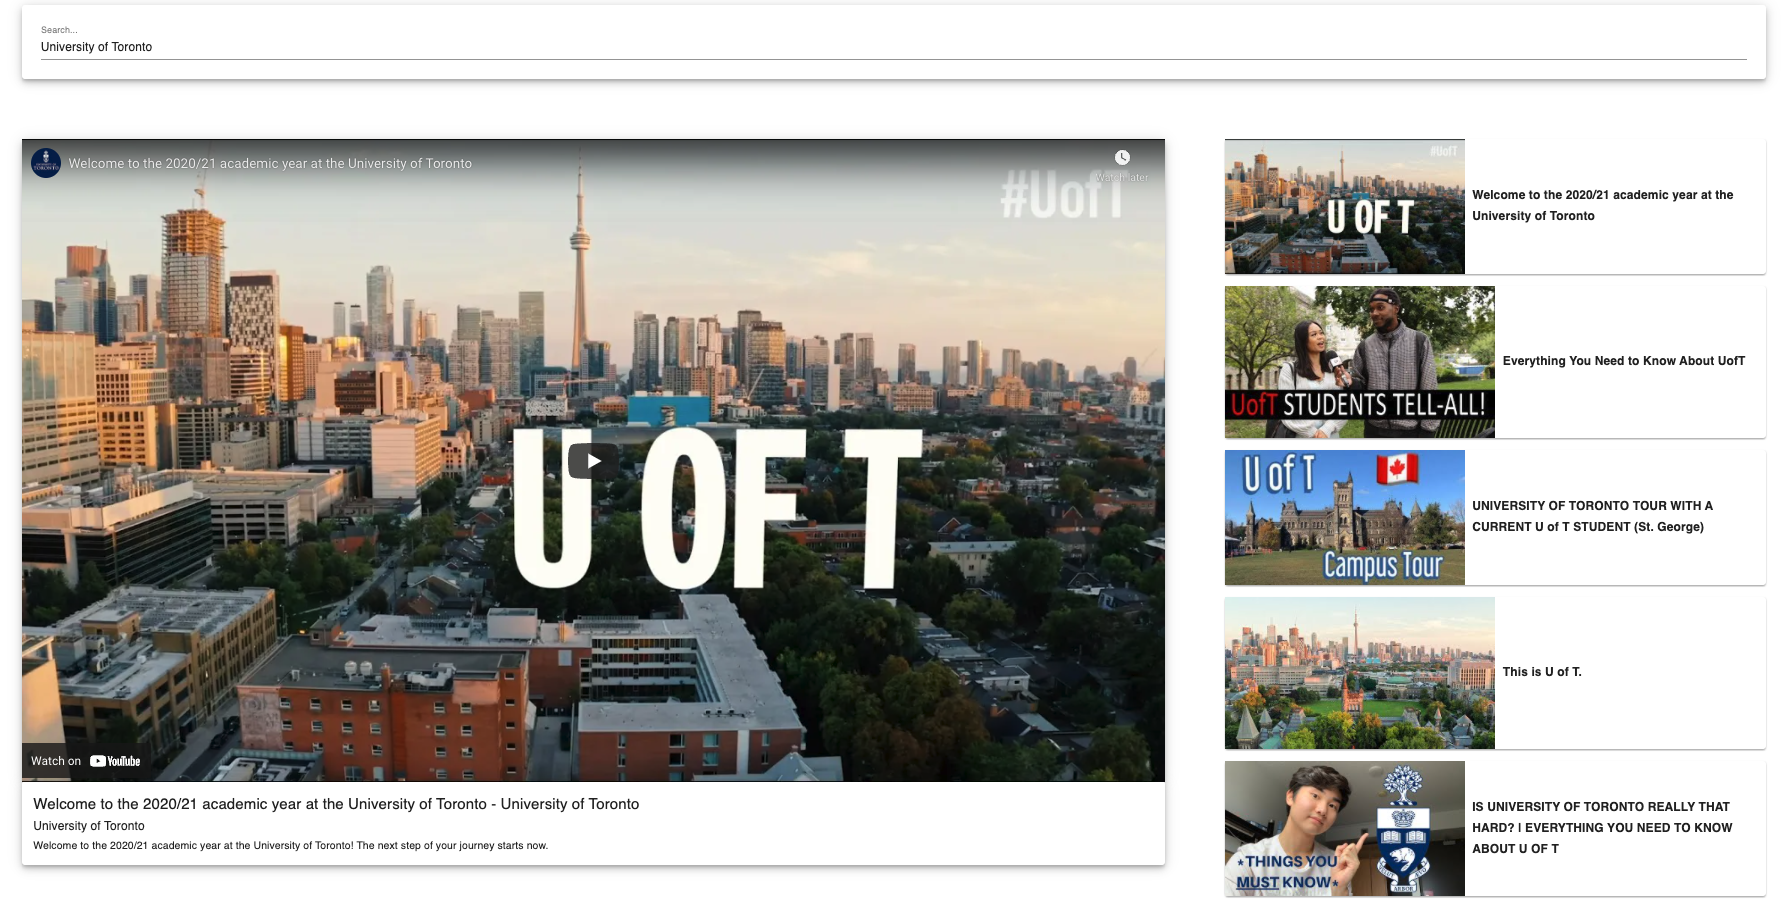 Search...
University of Toronto
Welcome to the 2020/21 academic year at the University of Toronto
Watch later
#UofT
U OF T
Watch on YouTube
Welcome to the 2020/21 academic year at the University of Toronto - University of Toronto
University of Toronto
Welcome to the 2020/21 academic year at the University of Toronto! The next step of your journey starts now.
#UofT
U OF T
Welcome to the 2020/21 academic year at the
University of Toronto
UofT STUDENTS TELL-ALL!
Everything You Need to Know About UofT
U of T
Campus Tour
UNIVERSITY OF TORONTO TOUR WITH A
CURRENT U of T STUDENT (St. George)
This is U of T.
*THINGS YOU
MUST KNOW*
IS UNIVERSITY OF TORONTO REALLY THAT
HARD? I EVERYTHING YOU NEED TO KNOW
ABOUT U OF T